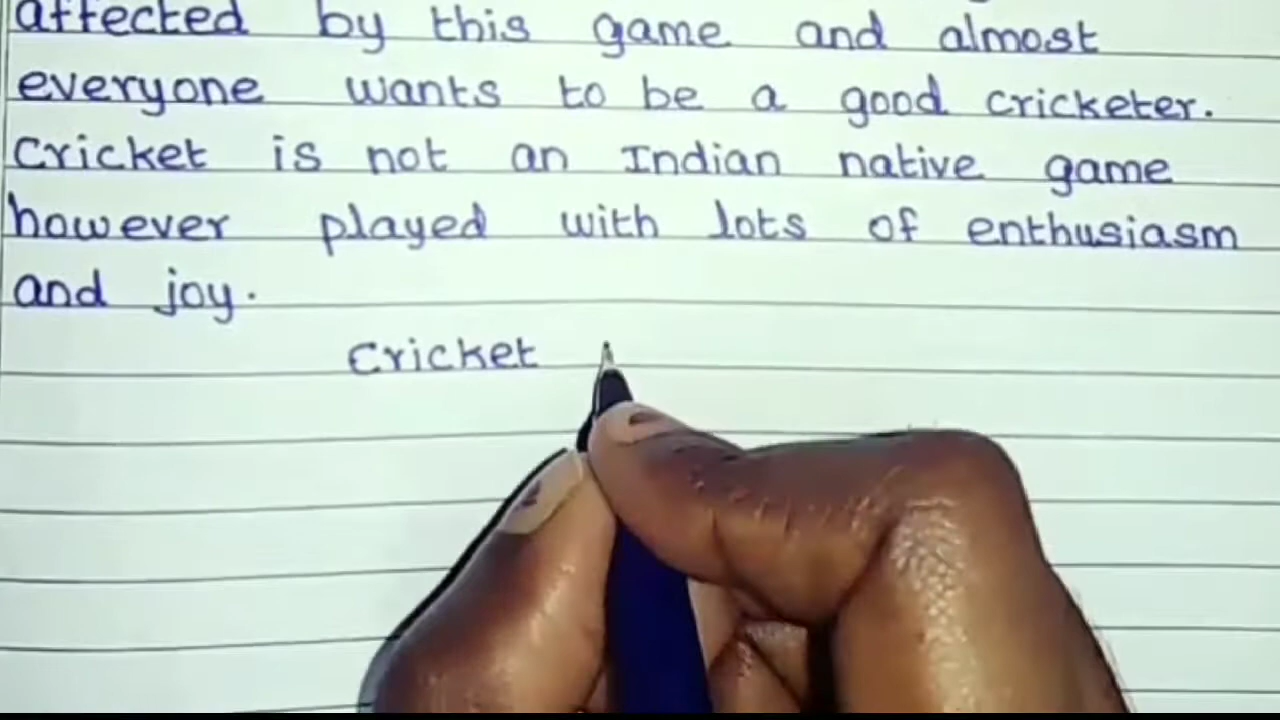 affected by this game and almost
everyone wants to be a good cricketer.
Cricket is not an Indian native game
however played with lots of enthusiasm
and joy.
Cricket